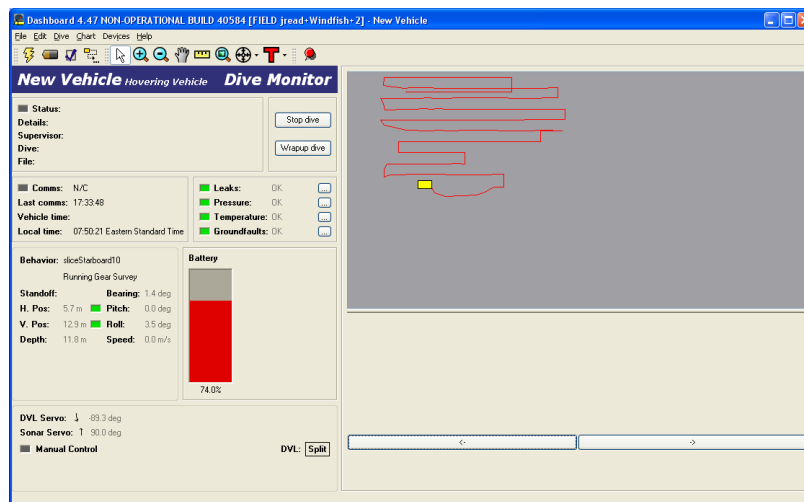 Dashboard 4.47 NON-OPERATIONAL BUILD 40584 [FIELD jread+Windfish+2] - New Vehicle
File Edit Dive Chart Devices Help
New Vehicle Hovering Vehicle Dive Monitor
Status:
Details:
Supervisor:
Dive:
File:
Stop dive
Wrapup dive
Comms: N/C
Last comms: 17:33:48
Vehicle time:
Local time: 07:50:21 Eastern Standard Time
Leaks: OK ...
Pressure: OK ...
Temperature: OK ...
Groundfaults: OK ...
Behavior: sliceStarboard10
Running Gear Survey
Standoff: Bearing: 1.4 deg
H. Pos: 5.7 m Pitch: 0.0 deg
V. Pos: 12.9 m Roll: 3.5 deg
Depth: 11.8 m Speed: 0.0 m/s
Battery
74.0%
DVL Servo: -89.3 deg
Sonar Servo: 90.0 deg
Manual Control DVL: Split
<- ->